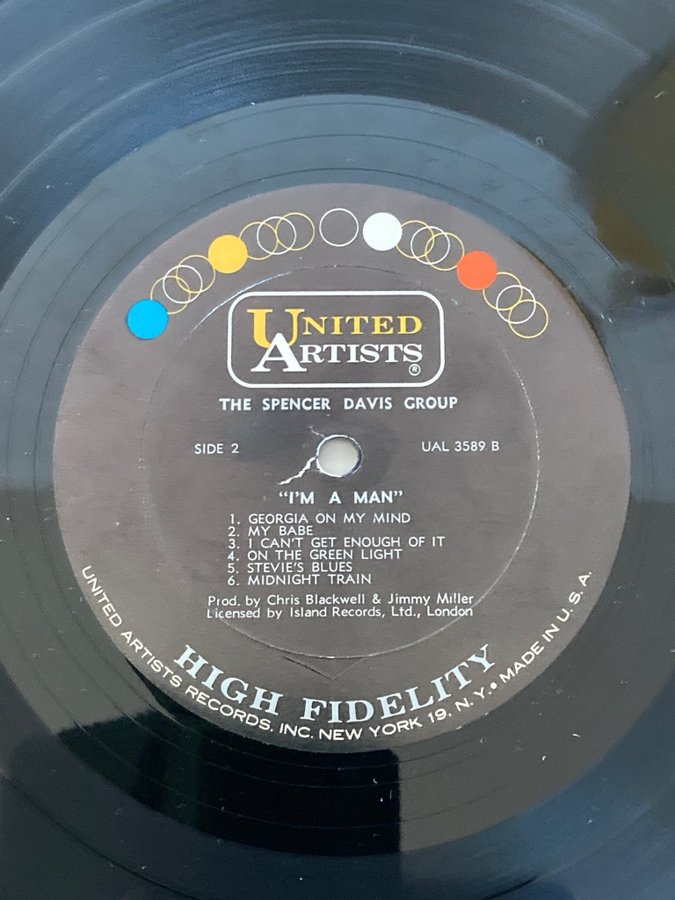 UNITED
ARTISTS®
THE SPENCER DAVIS GROUP
SIDE 2
UAL 3589 B
"I'M A MAN"
1. GEORGIA ON MY MIND
2. MY BABE
3. I CAN'T GET ENOUGH OF IT
4. ON THE GREEN LIGHT
5. STEVIE'S BLUES
6. MIDNIGHT TRAIN
Prod. by Chris Blackwell & Jimmy Miller
Licensed by Island Records, Ltd., London
HIGH FIDELITY
UNITED ARTISTS RECORDS, INC. NEW YORK 19, N.Y. • MADE IN U.S.A.